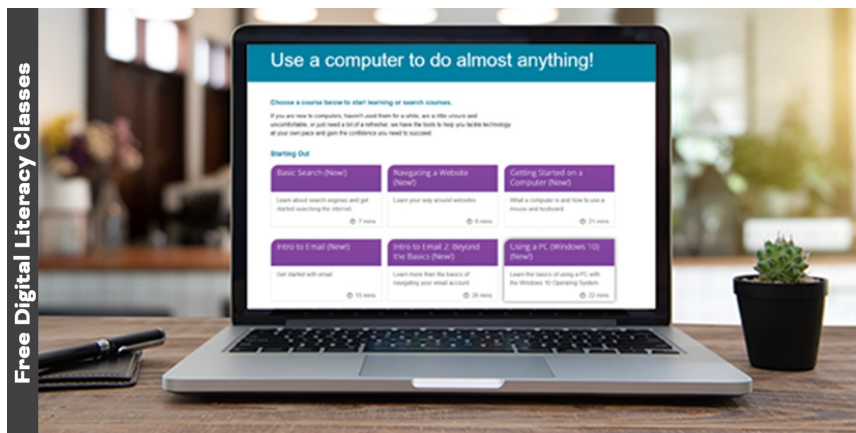 Free Digital Literacy Classes
Use a computer to do almost anything!
Choose a course below to start learning or search courses.
If you are new to computers, haven't used them for a while, are a little unsure and
uncomfortable, or just need a bit of a refresher, we have the tools to help you tackle technology
at your own pace and gain the confidence you need to succeed.
Starting Out
Basic Search (New!)
Learn about search engines and get
started searching the internet.
7 mins
Navigating a Website
(New!)
Learn your way around websites.
6 mins
Getting Started on a
Computer (New!)
What a computer is and how to use a
mouse and keyboard
21 mins
Intro to Email (New!)
Get started with email
15 mins
Intro to Email 2: Beyond
the Basics (New!)
Learn more than the basics of
navigating your email account.
26 mins
Using a PC (Windows 10)
(New!)
Learn the basics of using a PC with
the Windows 10 Operating System.
32 mins